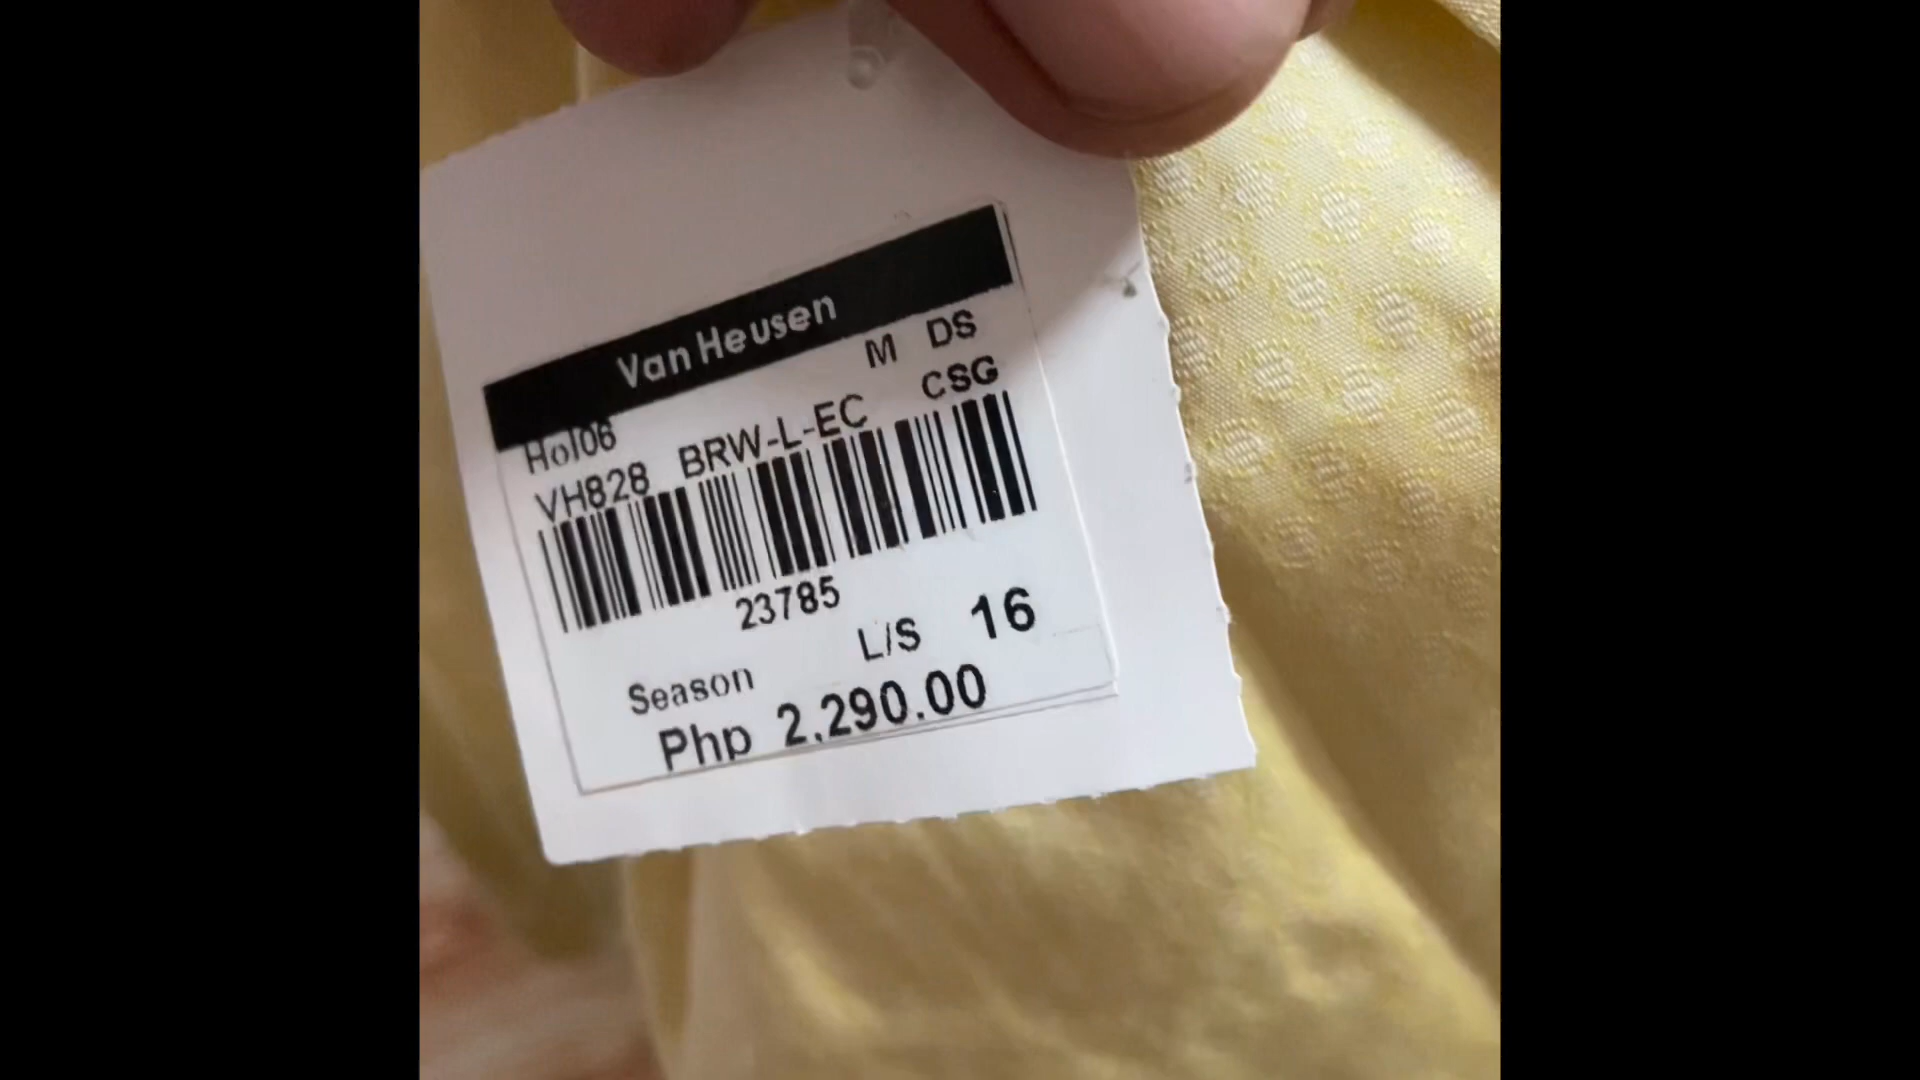 Van Heusen
M DS
Hol06
VH828 BRW-L-EC CSG
23785
L/S 16
Season
Php 2,290.00